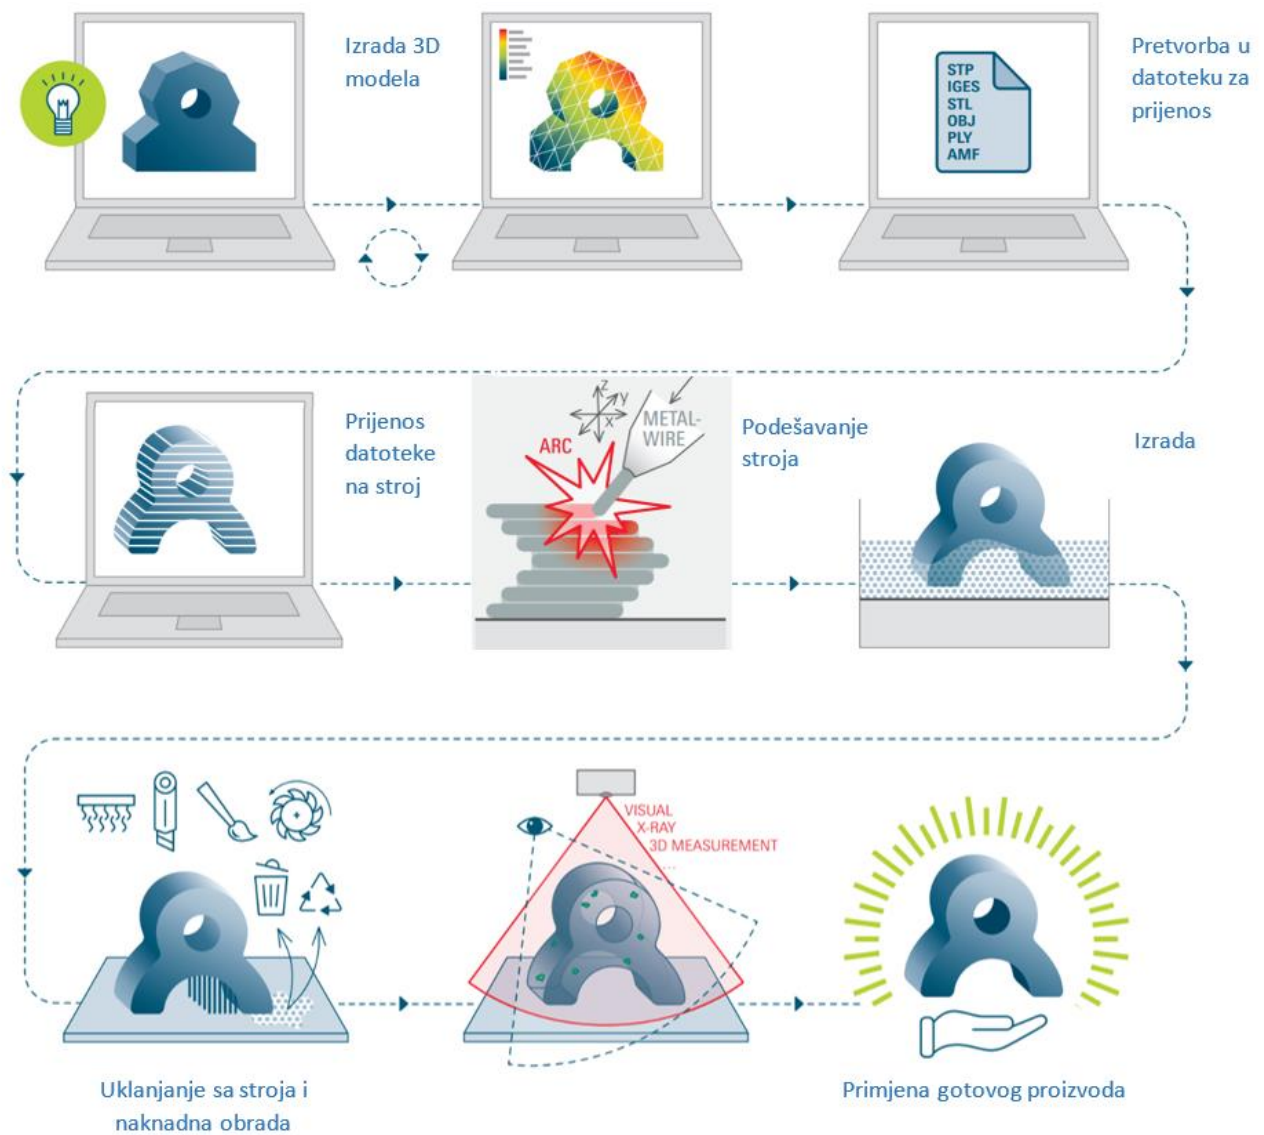 Izrada 3D
modela
Pretvorba u
datoteku za
prijenos
STP
IGES
STL
OBJ
PLY
AMF
Prijenos
datoteke
na stroj
z
y
x
METAL-
WIRE
ARC
Podešavanje
stroja
Izrada
VISUAL
X-RAY
3D MEASUREMENT
....
Uklanjanje sa stroja i
naknadna obrada
Primjena gotovog proizvoda